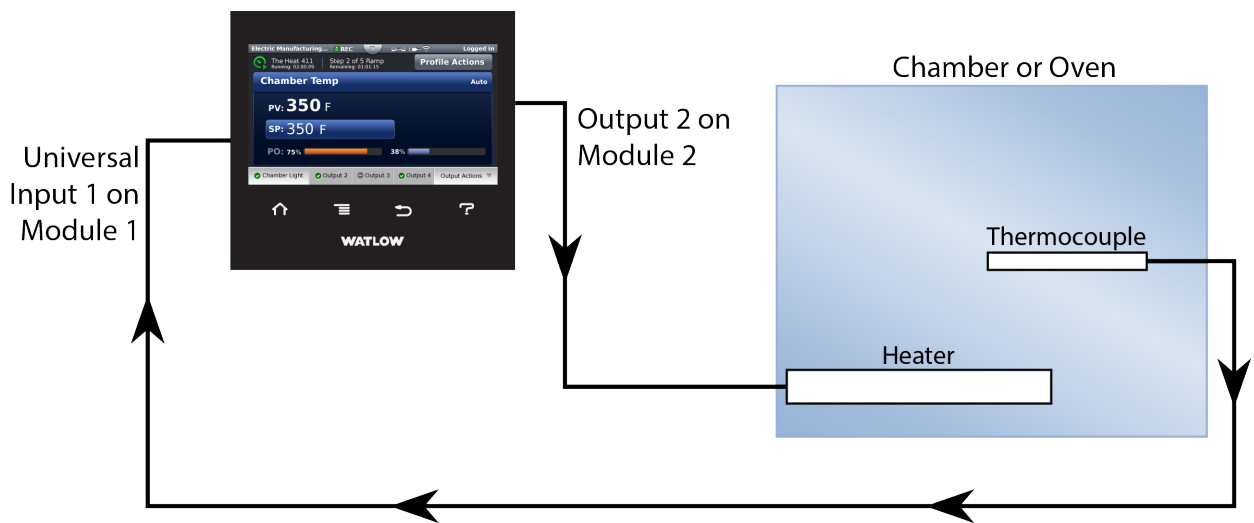 Electric Manufacturing... REC Logged in
The Heat 411 Step 2 of 5 Ramp Profile Actions
Running: 02:00:09 Remaining: 01:01:15
Chamber Temp Auto
PV: 350 F
SP: 350 F
PO: 75% 38%
Chamber Light Output 2 Output 3 Output 4 Output Actions
WATLOW
Universal
Input 1 on
Module 1
Output 2 on
Module 2
Chamber or Oven
Thermocouple
Heater